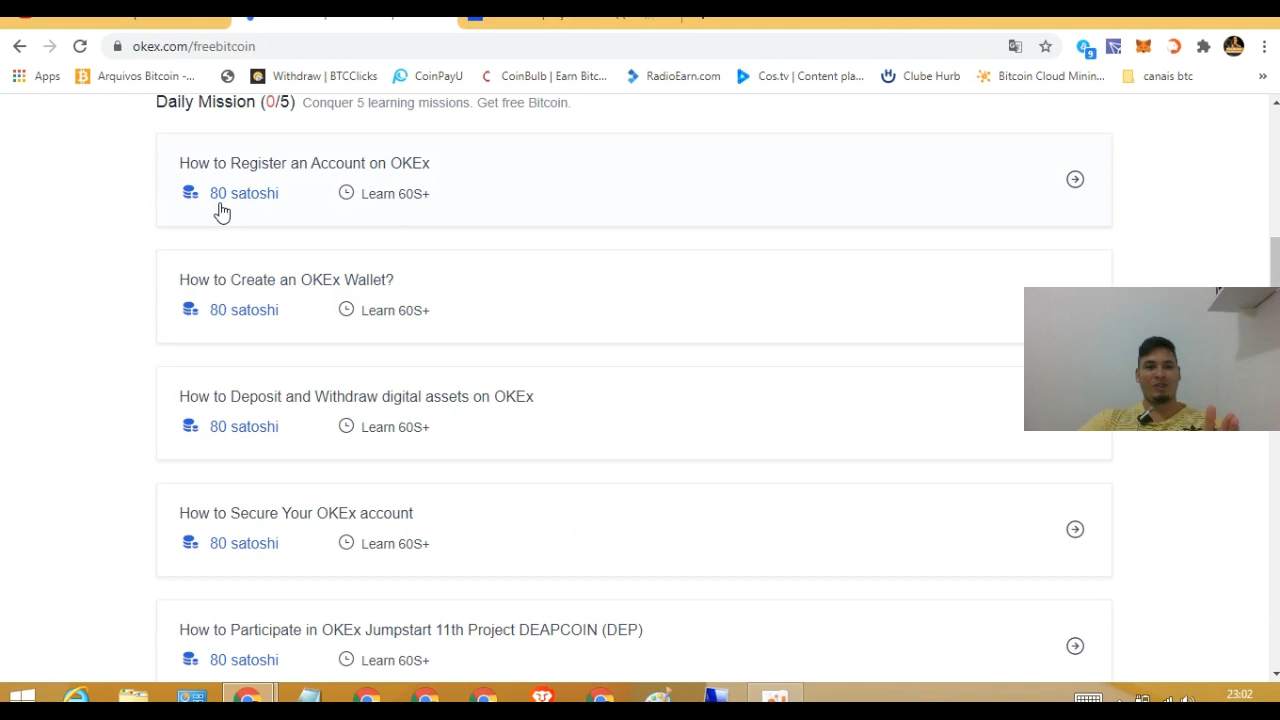 okex.com/freebitcoin
9
Apps
Arquivos Bitcoin -...
Withdraw | BTCClicks
CoinPayU
CoinBulb | Earn Bitc...
RadioEarn.com
Cos.tv | Content pla...
Clube Hurb
Bitcoin Cloud Minin...
canais btc
»
Daily Mission (0/5) Conquer 5 learning missions. Get free Bitcoin.
How to Register an Account on OKEx
80 satoshi Learn 60S+
How to Create an OKEx Wallet?
80 satoshi Learn 60S+
How to Deposit and Withdraw digital assets on OKEx
80 satoshi Learn 60S+
How to Secure Your OKEx account
80 satoshi Learn 60S+
How to Participate in OKEx Jumpstart 11th Project DEAPCOIN (DEP)
80 satoshi Learn 60S+
23:02